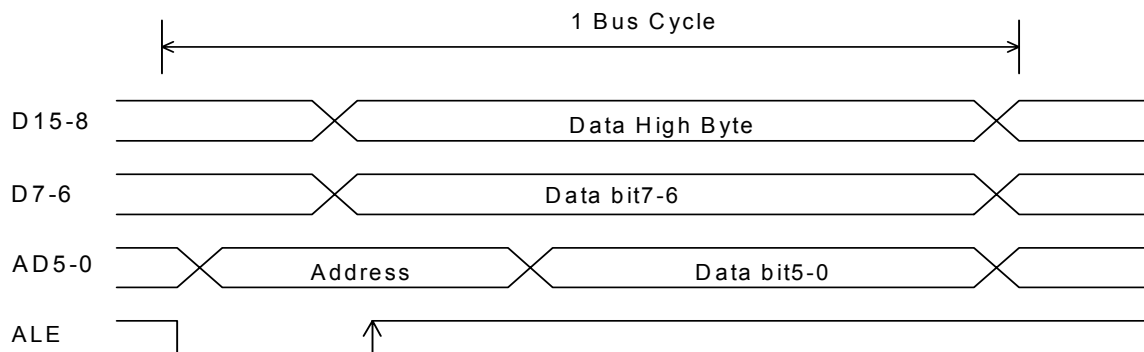 1 Bus Cycle
D15-8 Data High Byte
D7-6 Data bit7-6
AD5-0 Address Data bit5-0
ALE